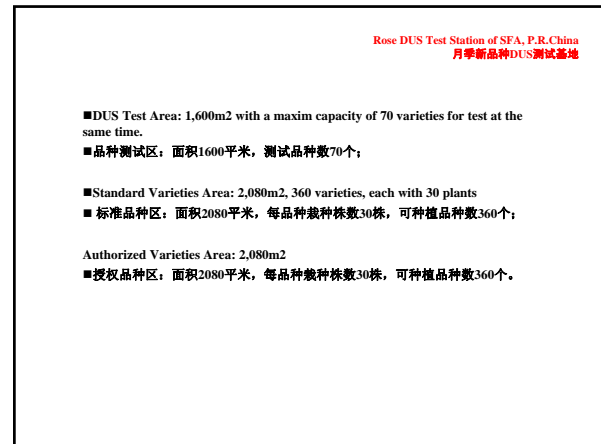 Rose DUS Test Station of SFA, P.R.China
月季新品种DUS测试基地
■DUS Test Area: 1,600m2 with a maxim capacity of 70 varieties for test at the
same time.
■品种测试区：面积1600平米，测试品种数70个；
■Standard Varieties Area: 2,080m2, 360 varieties, each with 30 plants
■ 标准品种区：面积2080平米，每品种栽种株数30株，可种植品种数360个；
Authorized Varieties Area: 2,080m2
■授权品种区：面积2080平米，每品种栽种株数30株，可种植品种数360个。